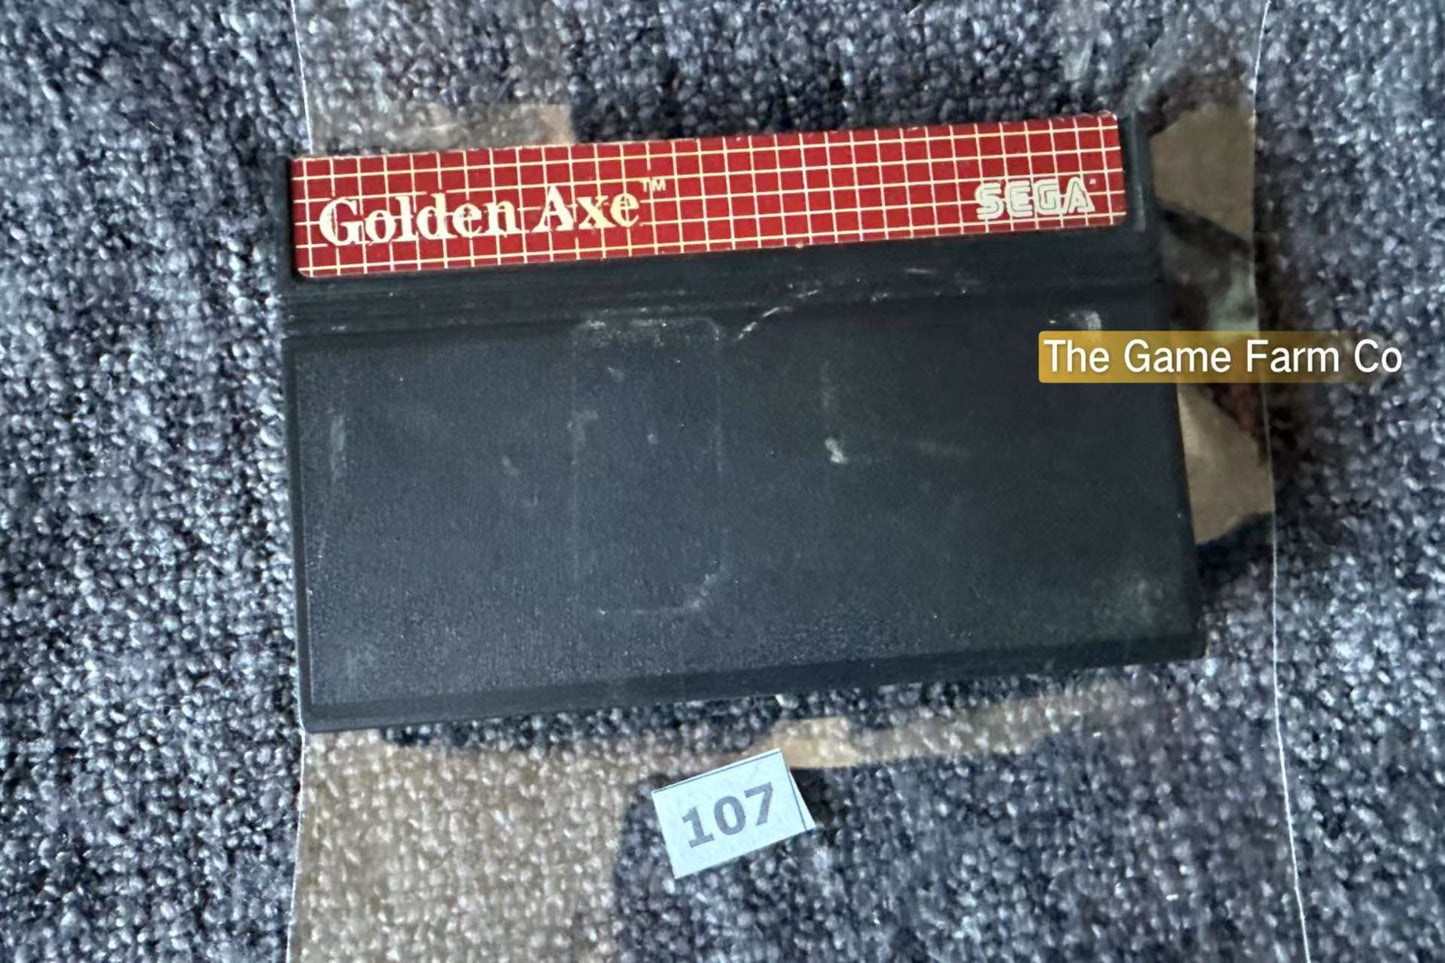 Golden Axe™
SEGA
The Game Farm Co
107